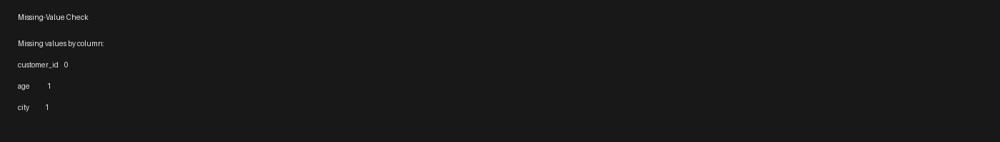 Missing-Value Check
Missing values by column:
customer_id 0
age 1
city 1